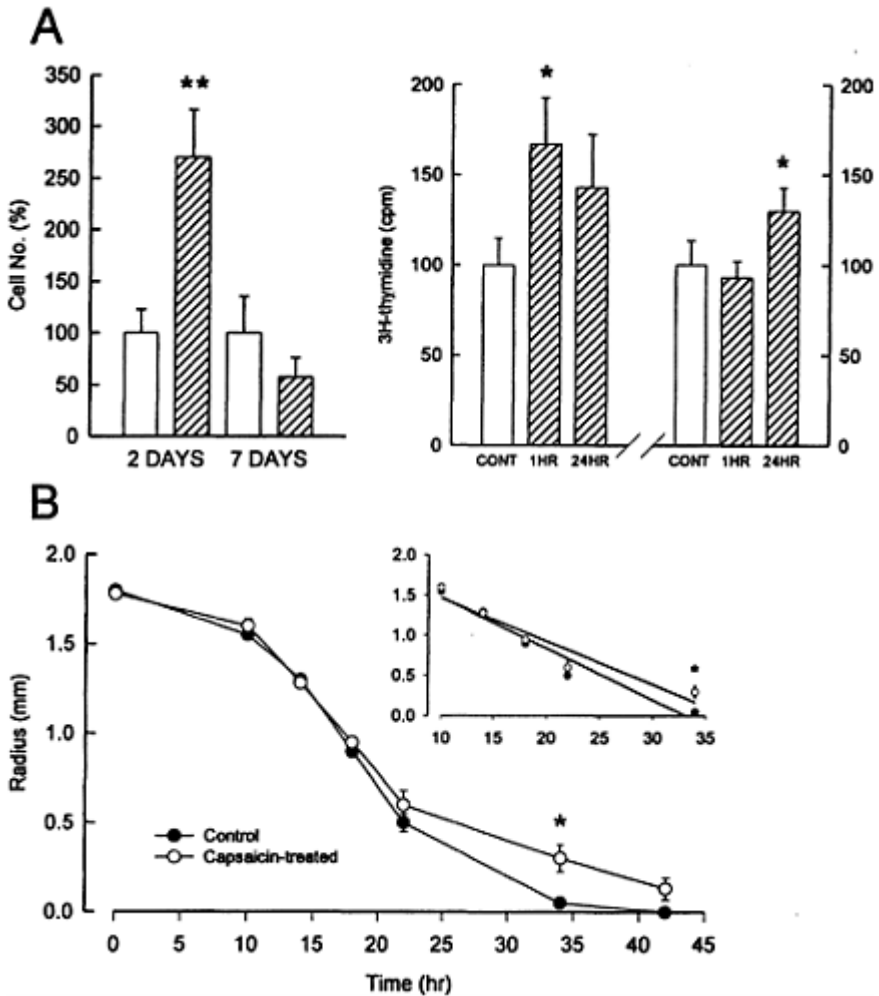 A
Cell No. (%)
350
300
250
200
150
100
50
0
**
2 DAYS 7 DAYS
3H-thymidine (cpm)
200
150
100
50
0
*
*
200
150
100
50
0
CONT 1HR 24HR CONT 1HR 24HR
B
Radius (mm)
2.0
1.5
1.0
0.5
0.0
Control
Capsaicin-treated
*
0 5 10 15 20 25 30 35 40 45
Time (hr)
2.0
1.5
1.0
0.5
0.0
*
10 15 20 25 30 35